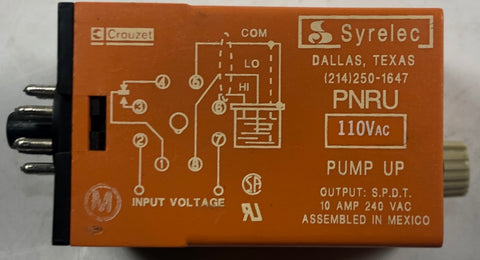 Crouzet
COM
LO
HI
4
5
3
6
2
1
8
7
INPUT VOLTAGE
M
SA
S Syrelec
DALLAS, TEXAS
(214)250-1647
PNRU
110VAC
PUMP UP
OUTPUT: S.P.D.T.
10 AMP 240 VAC
ASSEMBLED IN MEXICO